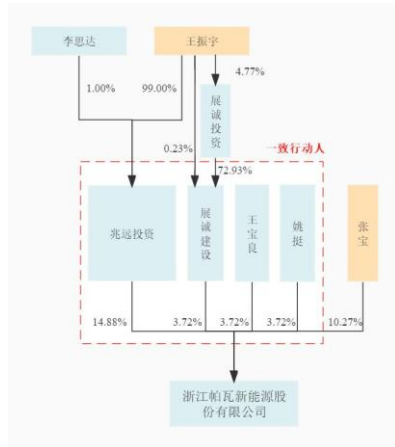 李思达
王振宇
4.77%
1.00%
99.00%
展诚投资
一致行动人
0.23%
72.93%
兆远投资
展诚建设
王宝良
姚挺
张宝
14.88%
3.72%
3.72%
3.72%
10.27%
浙江帕瓦新能源股
份有限公司